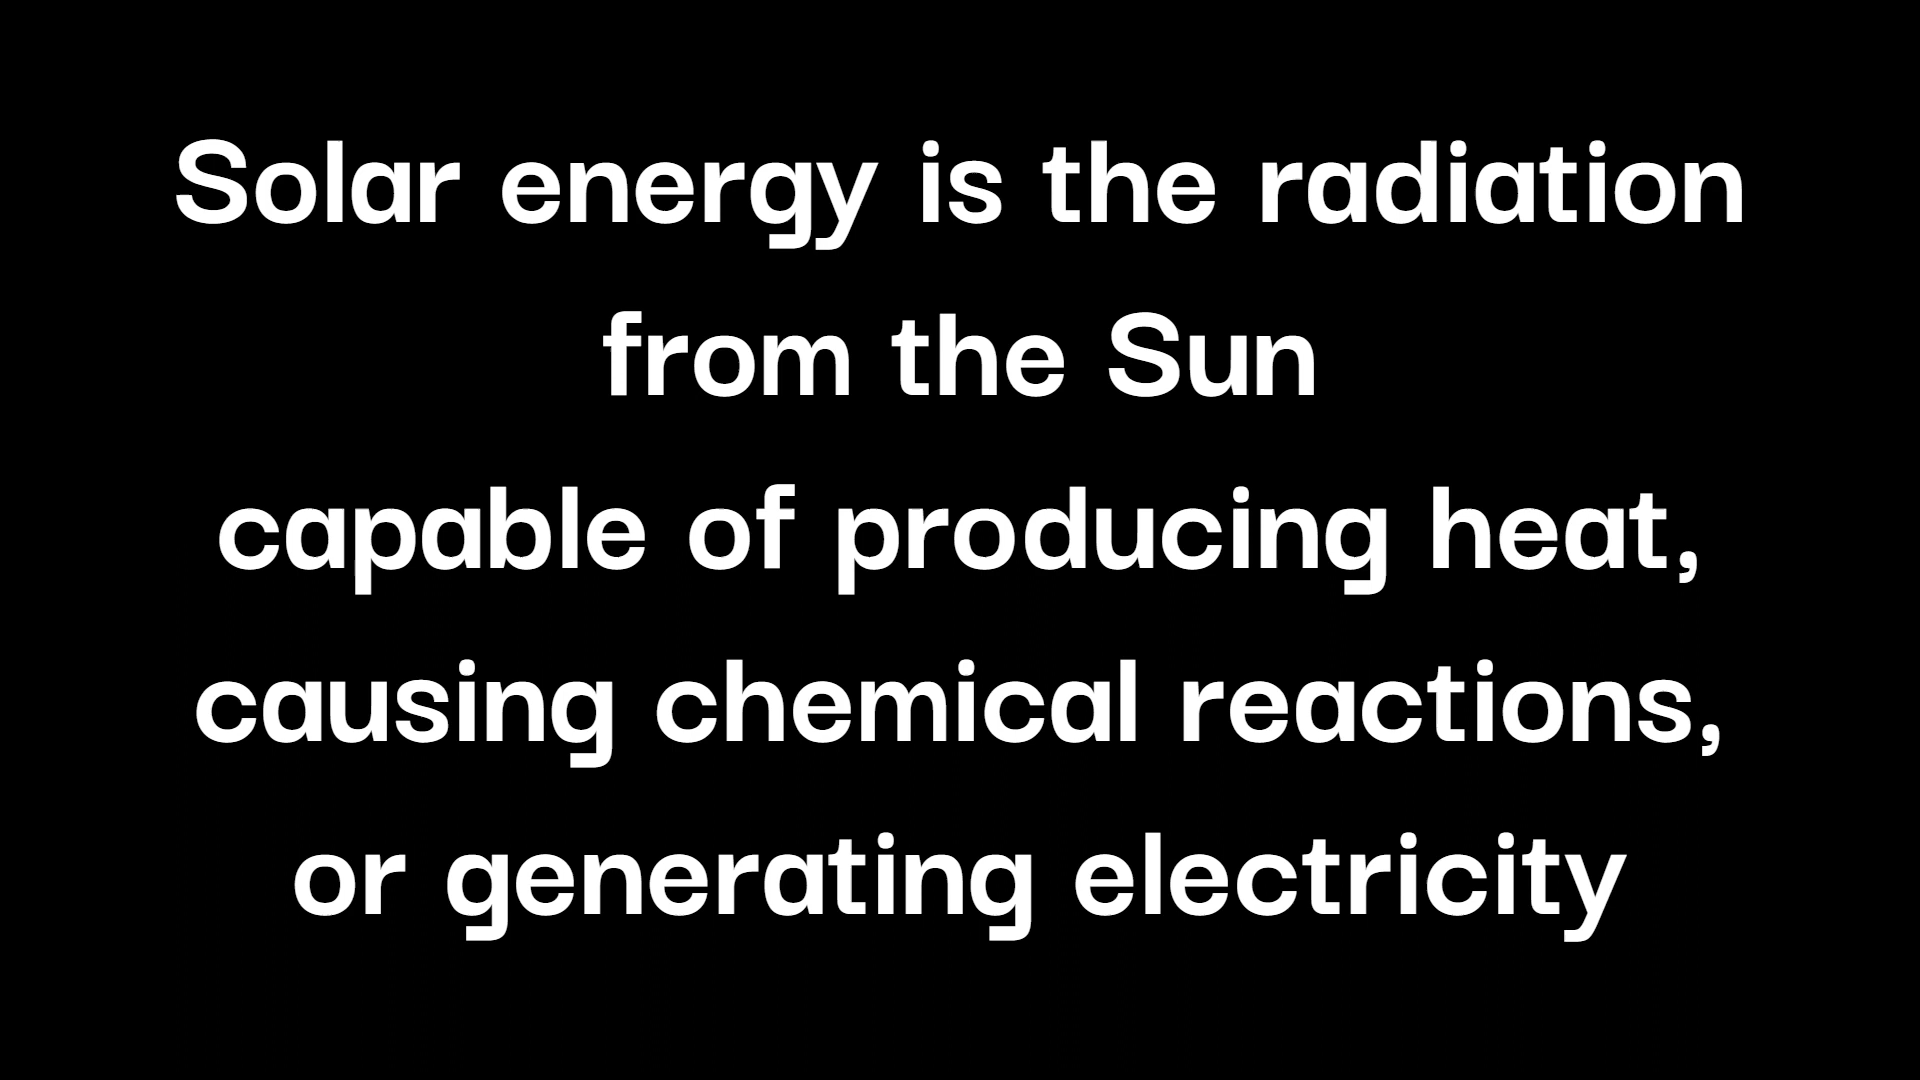 Solar energy is the radiation
from the Sun
capable of producing heat,
causing chemical reactions,
or generating electricity